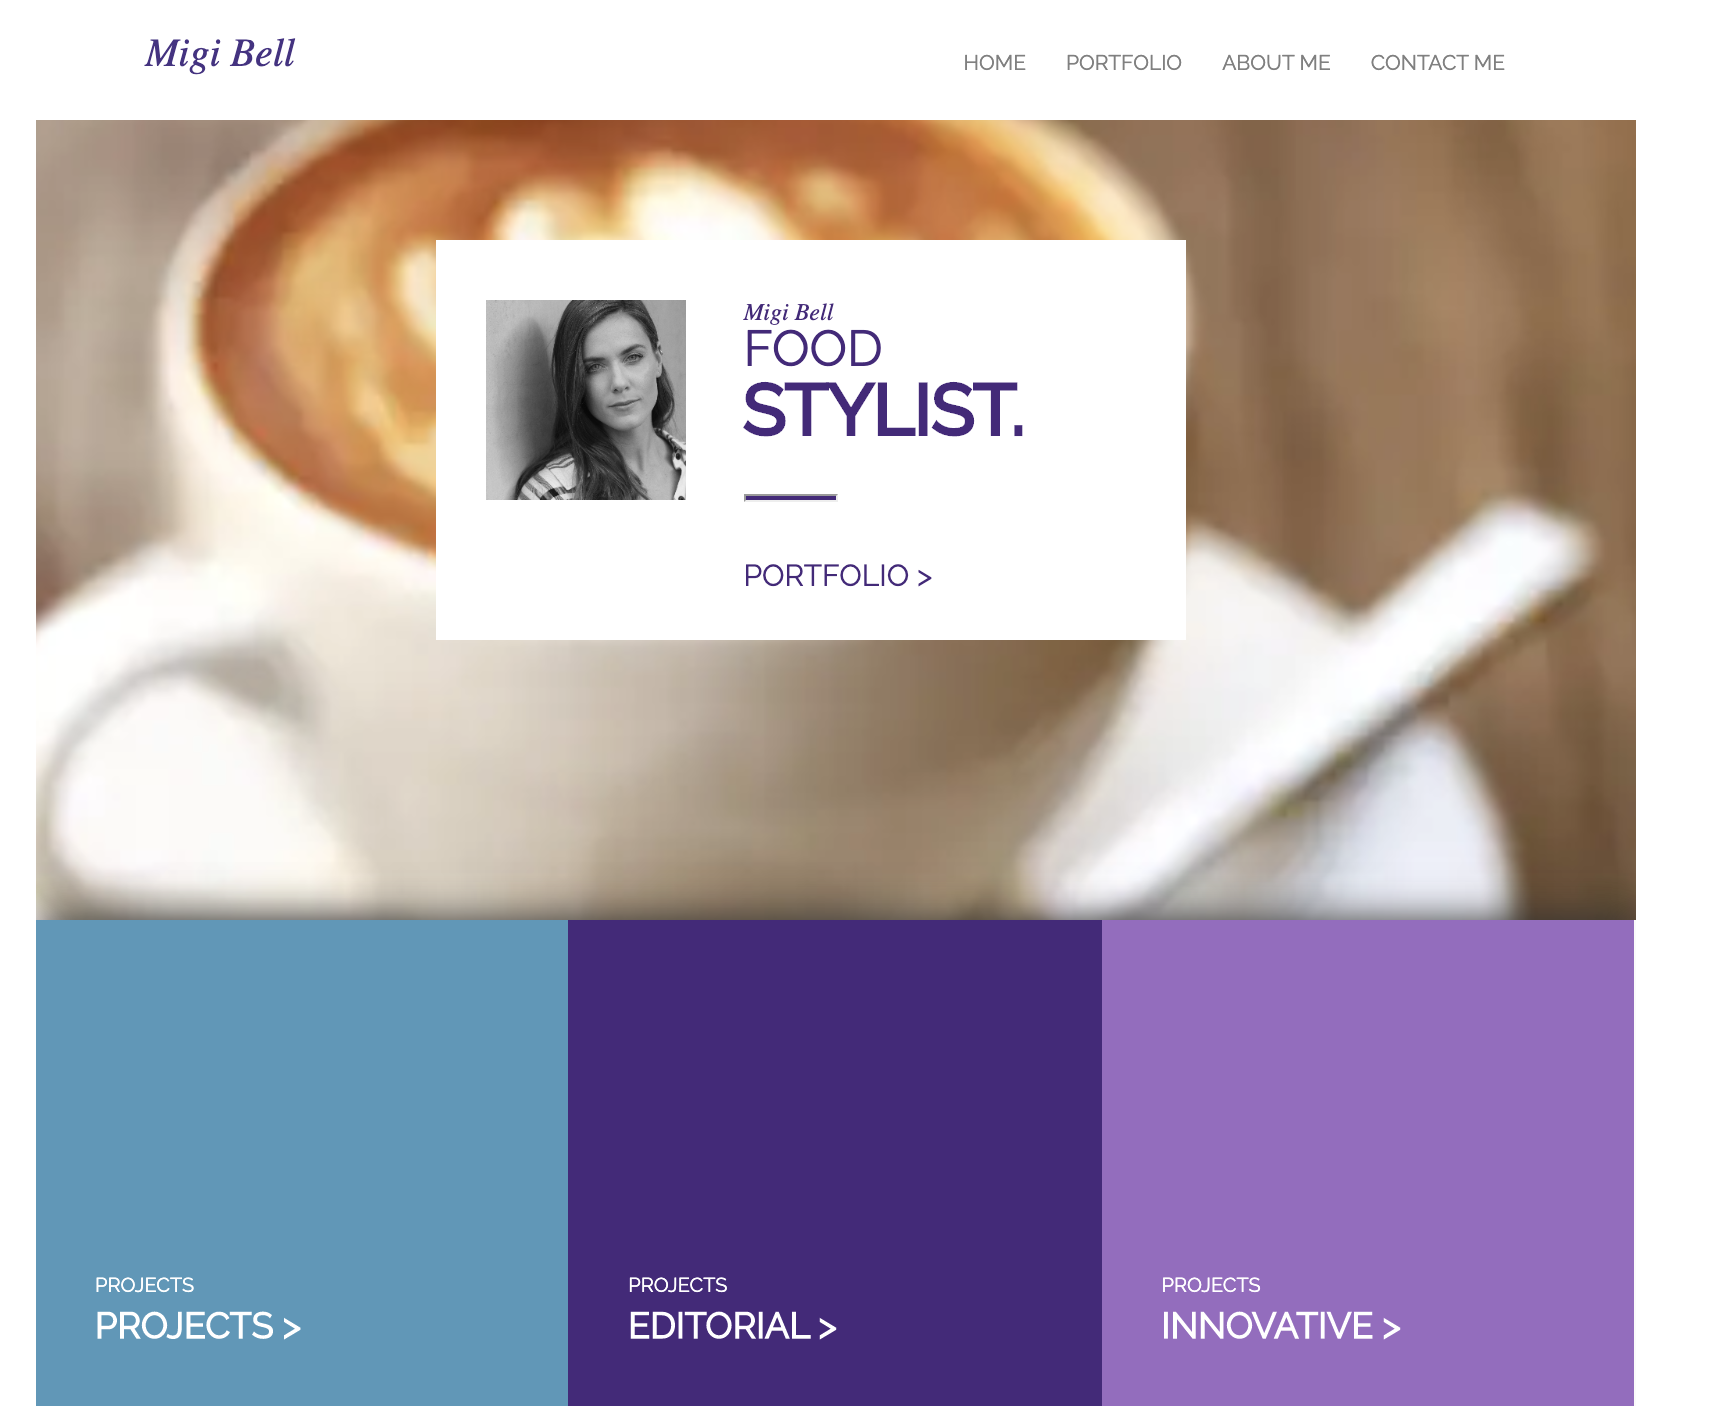 Migi Bell
HOME PORTFOLIO ABOUT ME CONTACT ME
Migi Bell
FOOD
STYLIST.
PORTFOLIO >
PROJECTS
PROJECTS >
PROJECTS
EDITORIAL >
PROJECTS
INNOVATIVE >